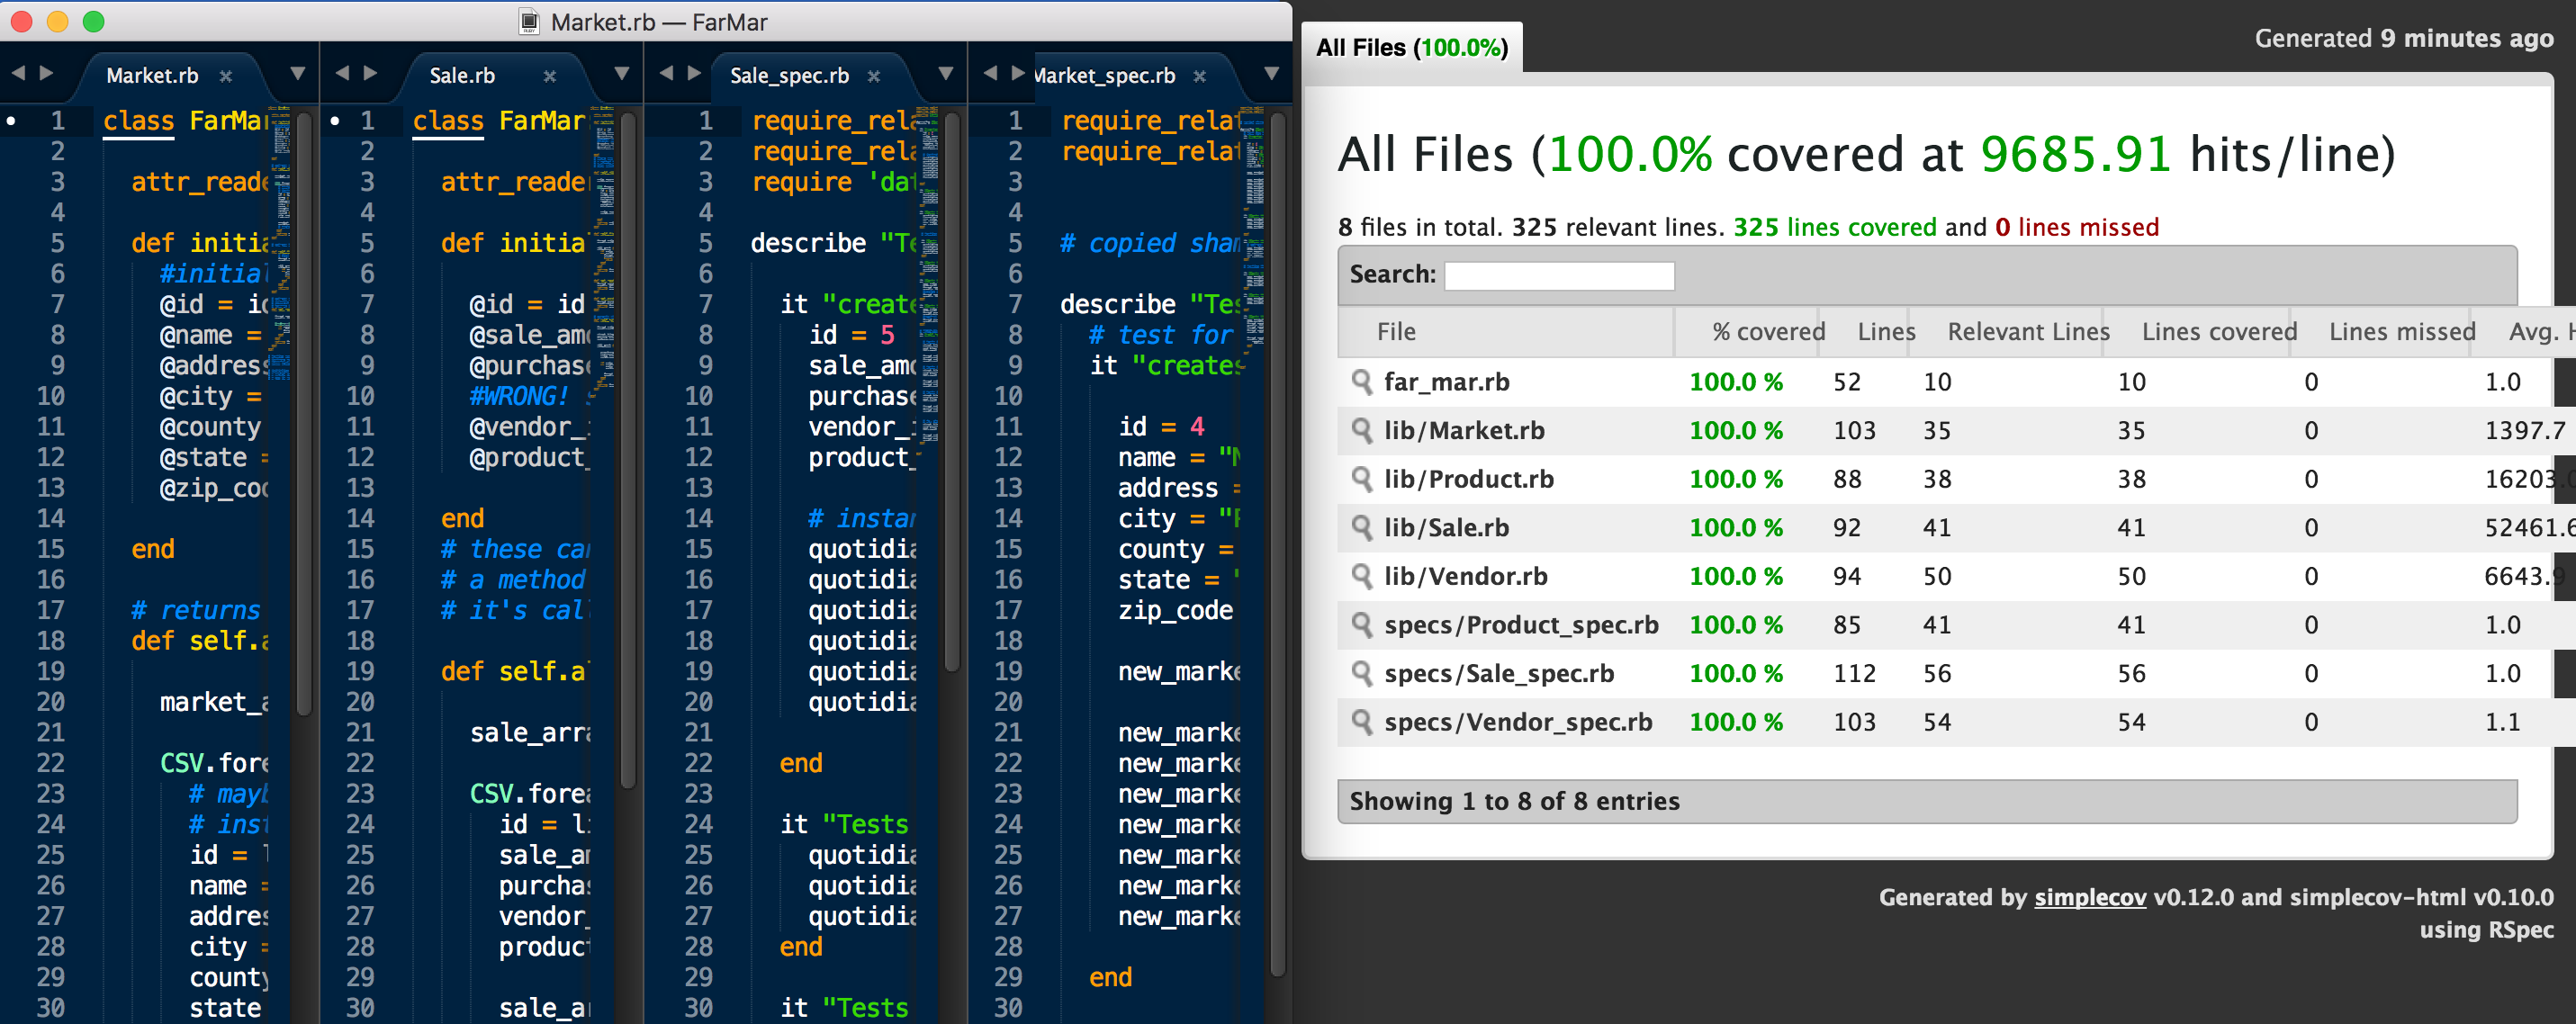 Market.rb — FarMar
Market.rb
Sale.rb
Sale_spec.rb
Market_spec.rb
1 class FarMar
2
3 attr_reade
4
5 def initia
6 #initial
7 @id = id
8 @name =
9 @address
10 @city =
11 @county
12 @state =
13 @zip_cod
14
15 end
16
17 # returns
18 def self.a
19
20 market_a
21
22 CSV.fore
23 # mayb
24 # inst
25 id = l
26 name =
27 addres
28 city =
29 county
30 state
1 class FarMar
2
3 attr_reade
4
5 def initia
6
7 @id = id
8 @sale_amo
9 @purchase
10 #WRONG!
11 @vendor_i
12 @product_
13
14 end
15 # these can
16 # a method
17 # it's cal
18
19 def self.al
20
21 sale_arra
22
23 CSV.forea
24 id = li
25 sale_am
26 purchas
27 vendor_
28 product
29
30 sale_ar
1 require_rela
2 require_rela
3 require 'dat
4
5 describe "Te
6
7 it "create
8 id = 5
9 sale_amo
10 purchase
11 vendor_i
12 product_
13
14 # instan
15 quotidia
16 quotidia
17 quotidia
18 quotidia
19 quotidia
20 quotidia
21
22 end
23
24 it "Tests
25 quotidia
26 quotidia
27 quotidia
28 end
29
30 it "Tests
1 require_relat
2 require_relat
3
4
5 # copied sham
6
7 describe "Tes
8 # test for
9 it "creates
10
11 id = 4
12 name = "M
13 address =
14 city = "P
15 county =
16 state = "
17 zip_code
18
19 new_marke
20
21 new_marke
22 new_marke
23 new_marke
24 new_marke
25 new_marke
26 new_marke
27 new_marke
28
29 end
30
All Files (100.0%)
Generated 9 minutes ago
All Files (100.0% covered at 9685.91 hits/line)
8 files in total. 325 relevant lines. 325 lines covered and 0 lines missed
Search:
File % covered Lines Relevant Lines Lines covered Lines missed Avg. H
far_mar.rb 100.0 % 52 10 10 0 1.0
lib/Market.rb 100.0 % 103 35 35 0 1397.7
lib/Product.rb 100.0 % 88 38 38 0 16203.0
lib/Sale.rb 100.0 % 92 41 41 0 52461.6
lib/Vendor.rb 100.0 % 94 50 50 0 6643.9
specs/Product_spec.rb 100.0 % 85 41 41 0 1.0
specs/Sale_spec.rb 100.0 % 112 56 56 0 1.0
specs/Vendor_spec.rb 100.0 % 103 54 54 0 1.1
Showing 1 to 8 of 8 entries
Generated by simplecov v0.12.0 and simplecov-html v0.10.0
using RSpec